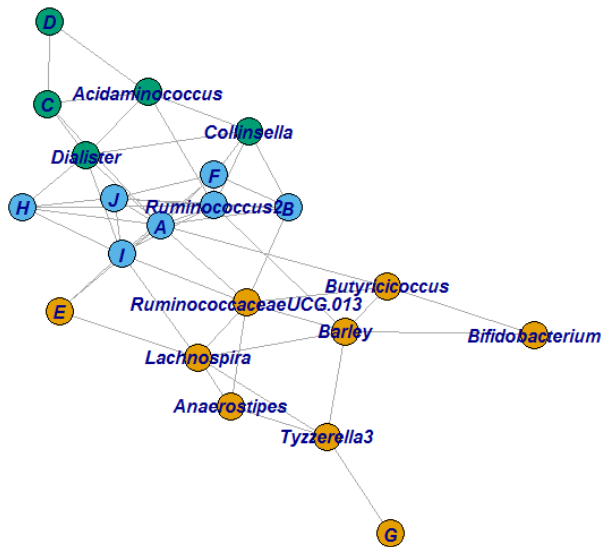 D
Acidaminococcus
C
Collinsella
Dialister
F
J
H
Ruminococcus2
B
A
I
Butyricicoccus
RuminococcaceaeUCG.013
E
Barley
Bifidobacterium
Lachnospira
Anaerostipes
Tyzzerella3
G